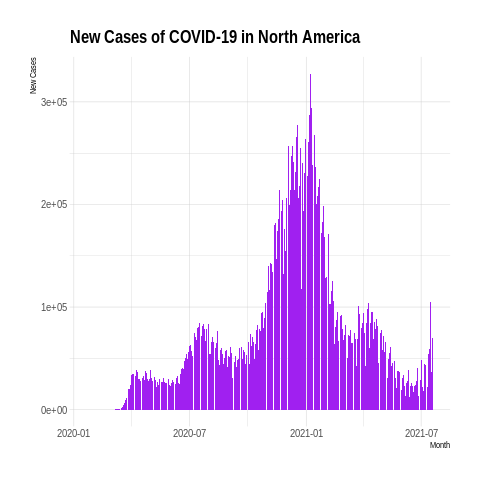 New Cases of COVID-19 in North America
New Cases
3e+05
2e+05
1e+05
0e+00
2020-01 2020-07 2021-01 2021-07
Month